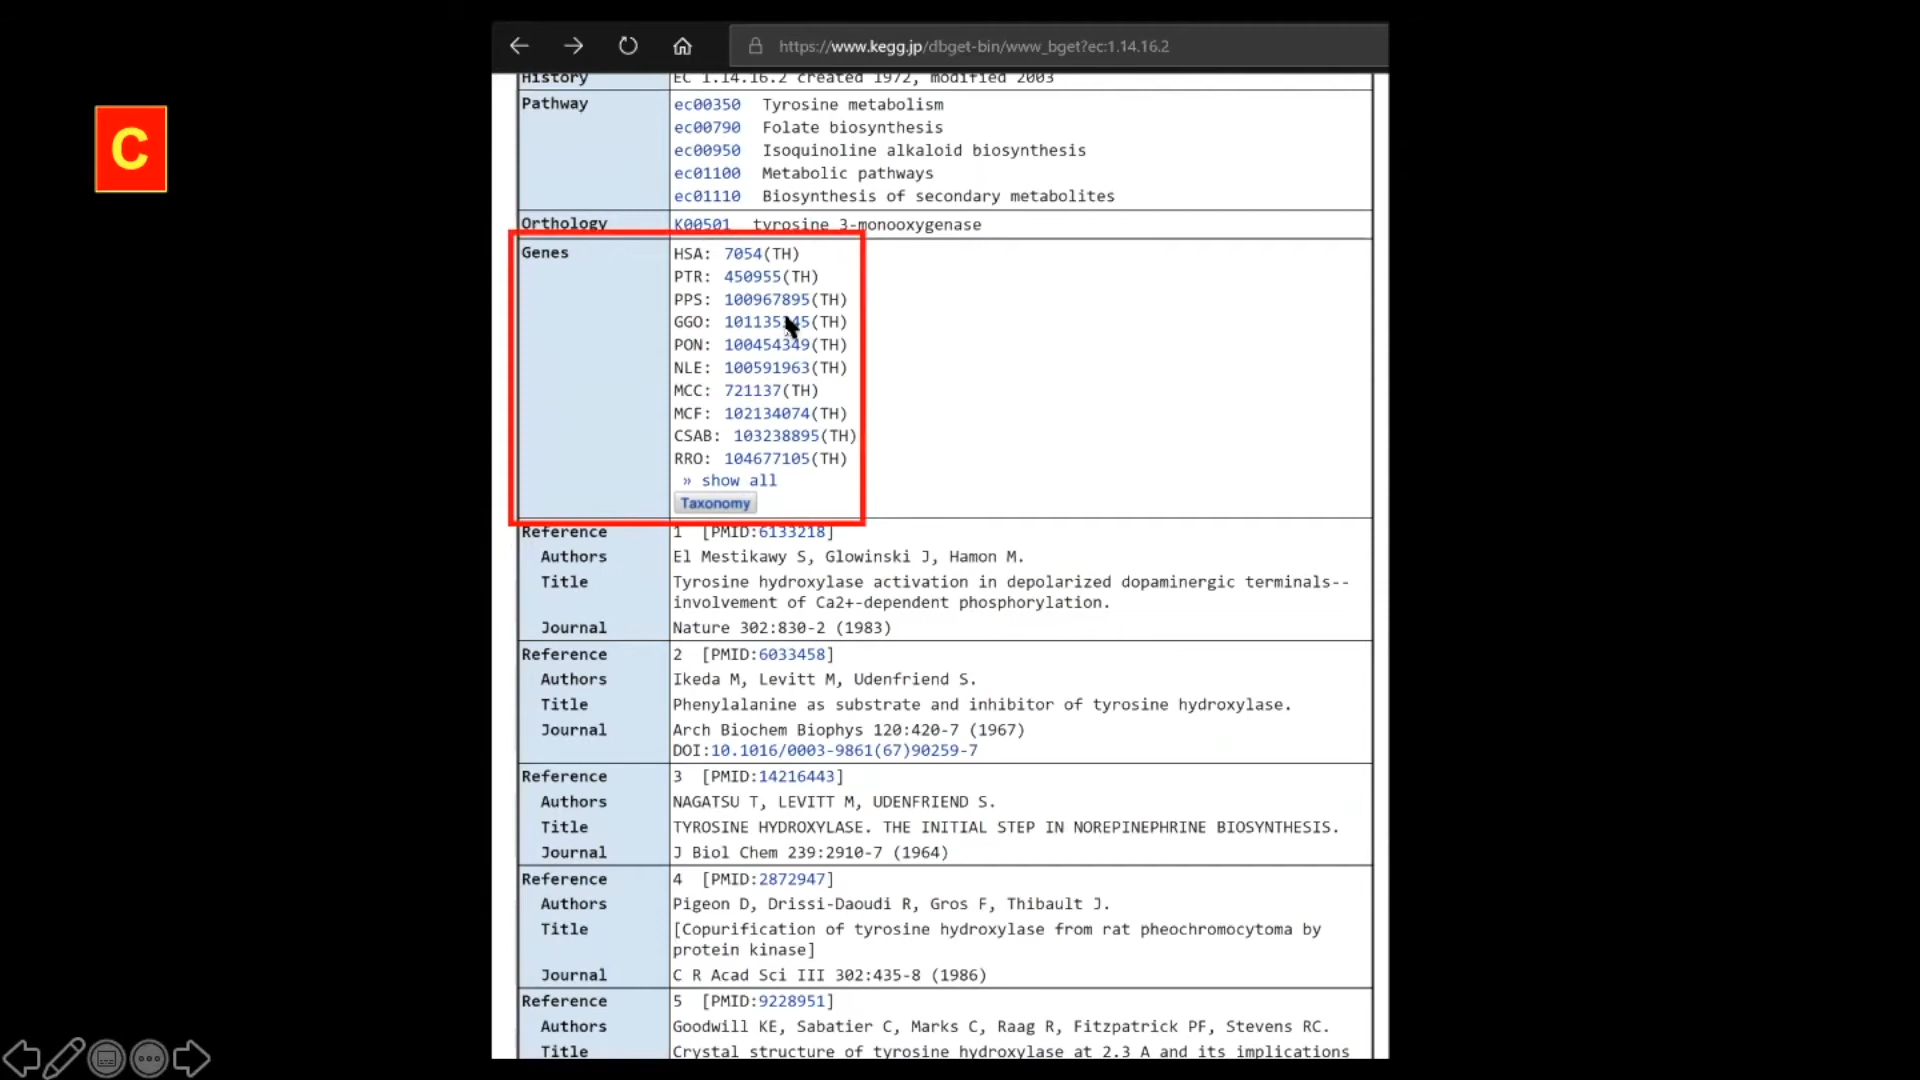 https://www.kegg.jp/dbget-bin/www_bget?ec:1.14.16.2
C
History EC 1.14.16.2 created 1972, modified 2003
Pathway ec00350 Tyrosine metabolism
ec00790 Folate biosynthesis
ec00950 Isoquinoline alkaloid biosynthesis
ec01100 Metabolic pathways
ec01110 Biosynthesis of secondary metabolites
Orthology K00501 tyrosine 3-monooxygenase
Genes HSA: 7054(TH)
PTR: 450955(TH)
PPS: 100967895(TH)
GGO: (TH)
PON: 100454349(TH)
NLE: 100591963(TH)
MCC: 721137(TH)
MCF: 102134074(TH)
CSAB: 103238895(TH)
RRO: 104677105(TH)
» show all
Taxonomy
Reference 1 [PMID:6133218]
Authors El Mestikawy S, Glowinski J, Hamon M.
Title Tyrosine hydroxylase activation in depolarized dopaminergic terminals--
involvement of Ca2+-dependent phosphorylation.
Journal Nature 302:830-2 (1983)
Reference 2 [PMID:6033458]
Authors Ikeda M, Levitt M, Udenfriend S.
Title Phenylalanine as substrate and inhibitor of tyrosine hydroxylase.
Journal Arch Biochem Biophys 120:420-7 (1967)
DOI:10.1016/0003-9861(67)90259-7
Reference 3 [PMID:14216443]
Authors NAGATSU T, LEVITT M, UDENFRIEND S.
Title TYROSINE HYDROXYLASE. THE INITIAL STEP IN NOREPINEPHRINE BIOSYNTHESIS.
Journal J Biol Chem 239:2910-7 (1964)
Reference 4 [PMID:2872947]
Authors Pigeon D, Drissi-Daoudi R, Gros F, Thibault J.
Title [Copurification of tyrosine hydroxylase from rat pheochromocytoma by
protein kinase]
Journal C R Acad Sci III 302:435-8 (1986)
Reference 5 [PMID:9228951]
Authors Goodwill KE, Sabatier C, Marks C, Raag R, Fitzpatrick PF, Stevens RC.
Title Crystal structure of tyrosine hydroxylase at 2.3 A and its implications